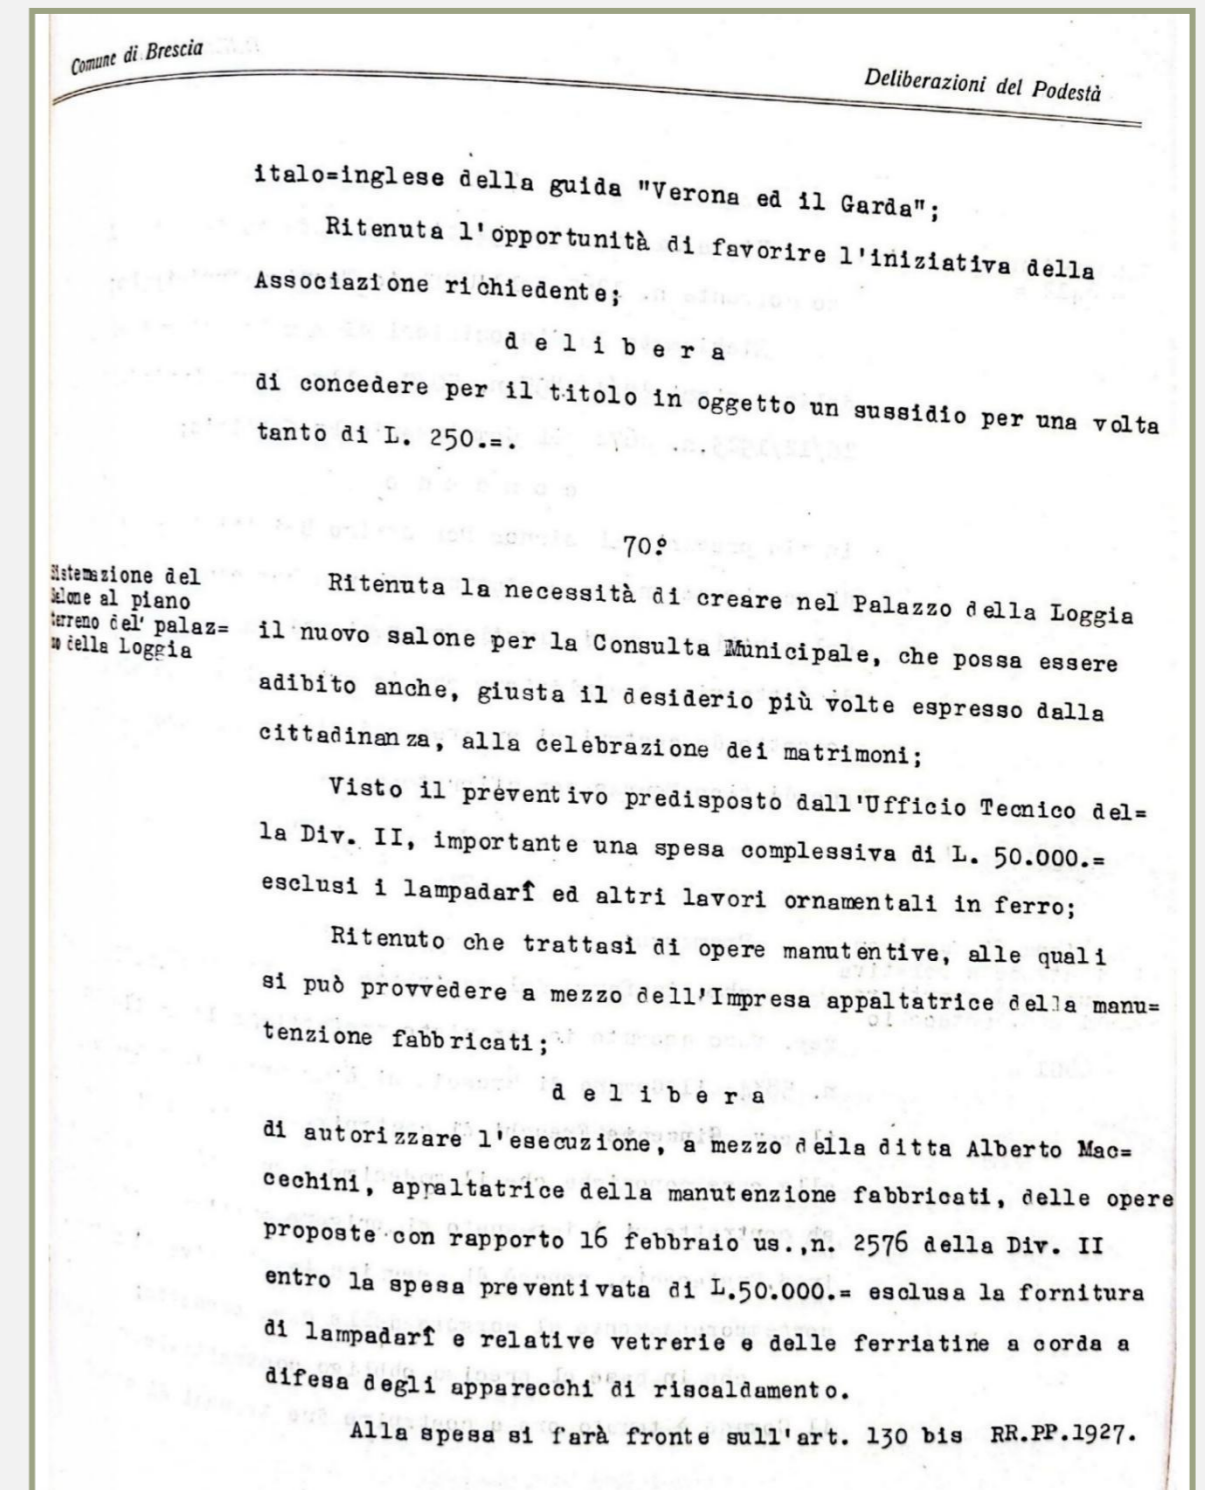 Comune di Brescia
Deliberazioni del Podestà
italo=inglese della guida "Verona ed il Garda";
Ritenuta l'opportunità di favorire l'iniziativa della
Associazione richiedente;
d e l i b e r a
di concedere per il titolo in oggetto un sussidio per una volta
tanto di L. 250.=.
70º
Sistemazione del
Salone al piano
terreno del' palaz=
zo della Loggia
Ritenuta la necessità di creare nel Palazzo della Loggia
il nuovo salone per la Consulta Municipale, che possa essere
adibito anche, giusta il desiderio più volte espresso dalla
cittadinanza, alla celebrazione dei matrimoni;
Visto il preventivo predisposto dall'Ufficio Tecnico del=
la Div. II, importante una spesa complessiva di L. 50.000.=
esclusi i lampadarî ed altri lavori ornamentali in ferro;
Ritenuto che trattasi di opere manutentive, alle quali
si può provvedere a mezzo dell'Impresa appaltatrice della manu=
tenzione fabbricati;
d e l i b e r a
di autorizzare l'esecuzione, a mezzo della ditta Alberto Mac=
cechini, appaltatrice della manutenzione fabbricati, delle opere
proposte con rapporto 16 febbraio us.,n. 2576 della Div. II
entro la spesa preventivata di L.50.000.= esclusa la fornitura
di lampadarî e relative vetrerie e delle ferriatine a corda a
difesa degli apparecchi di riscaldamento.
Alla spesa si farà fronte sull'art. 130 bis RR.PP.1927.